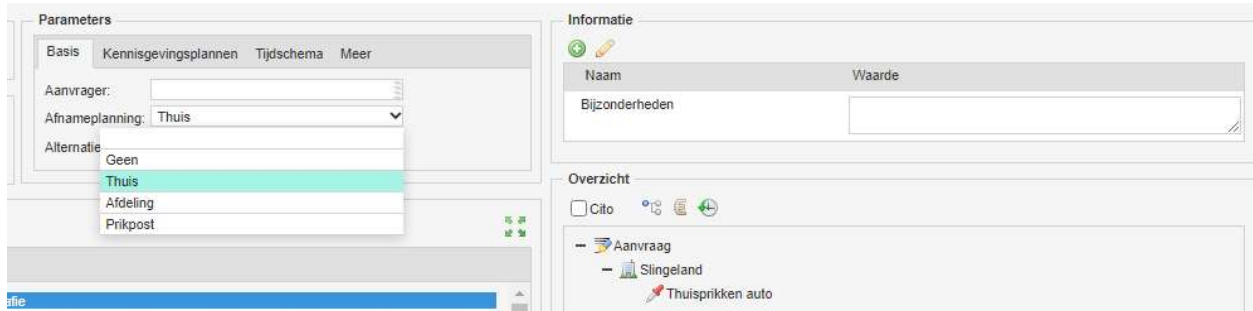 Parameters
Basis Kennisgevingsplannen Tijdschema Meer
Aanvrager:
Afnameplanning: Thuis
Alternatie
Geen
Thuis
Afdeling
Prikpost
afie
Informatie
Naam Waarde
Bijzonderheden
Overzicht
Cito
Aanvraag
Slingeland
Thuisprikken auto